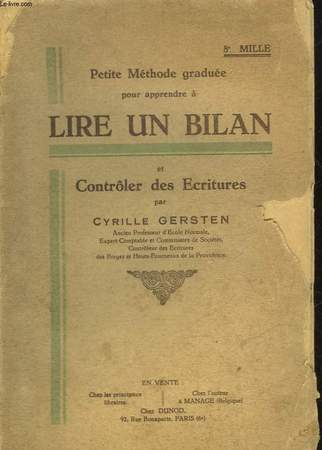 Le-livre.com
8e MILLE
Petite Méthode graduée
pour apprendre à
LIRE UN BILAN
et
Contrôler des Ecritures
par
CYRILLE GERSTEN
Ancien Professeur d'Ecole Normale,
Expert-Comptable et Commissaire de Sociétés,
Contrôleur des Ecritures
des Forges et Hauts-Fourneaux de la Providence.
EN VENTE
Chez les principaux
libraires.
Chez l'auteur
à MANAGE (Belgique)
Chez DUNOD,
92, Rue Bonaparte, PARIS (6e)